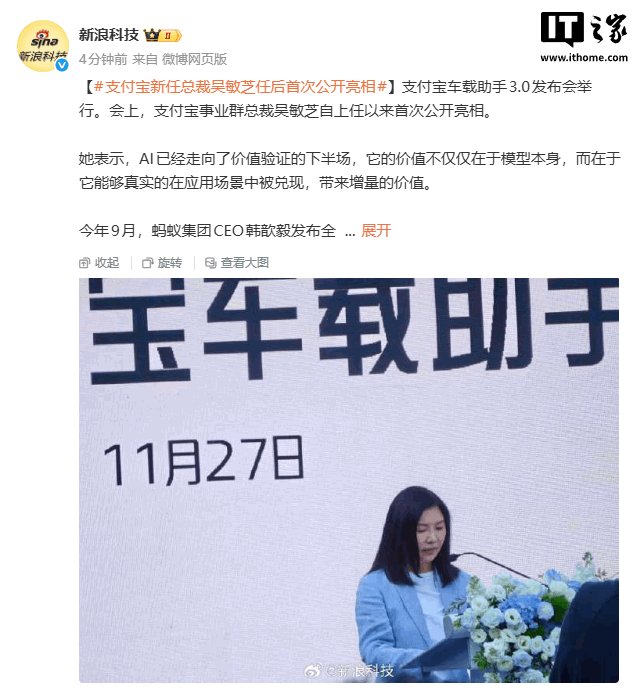 IT之家
www.ithome.com
sina
新浪科技
新浪科技 II
4分钟前 来自 微博网页版
【#支付宝新任总裁吴敏芝任后首次公开亮相#】支付宝车载助手3.0发布会举
行。会上，支付宝事业群总裁吴敏芝自上任以来首次公开亮相。
她表示，AI已经走向了价值验证的下半场，它的价值不仅仅在于模型本身，而在于
它能够真实的在应用场景中被兑现，带来增量的价值。
今年9月，蚂蚁集团CEO韩歆毅发布全 ... 展开
收起 旋转 查看大图
宝车载助手
11月27日
@新浪科技